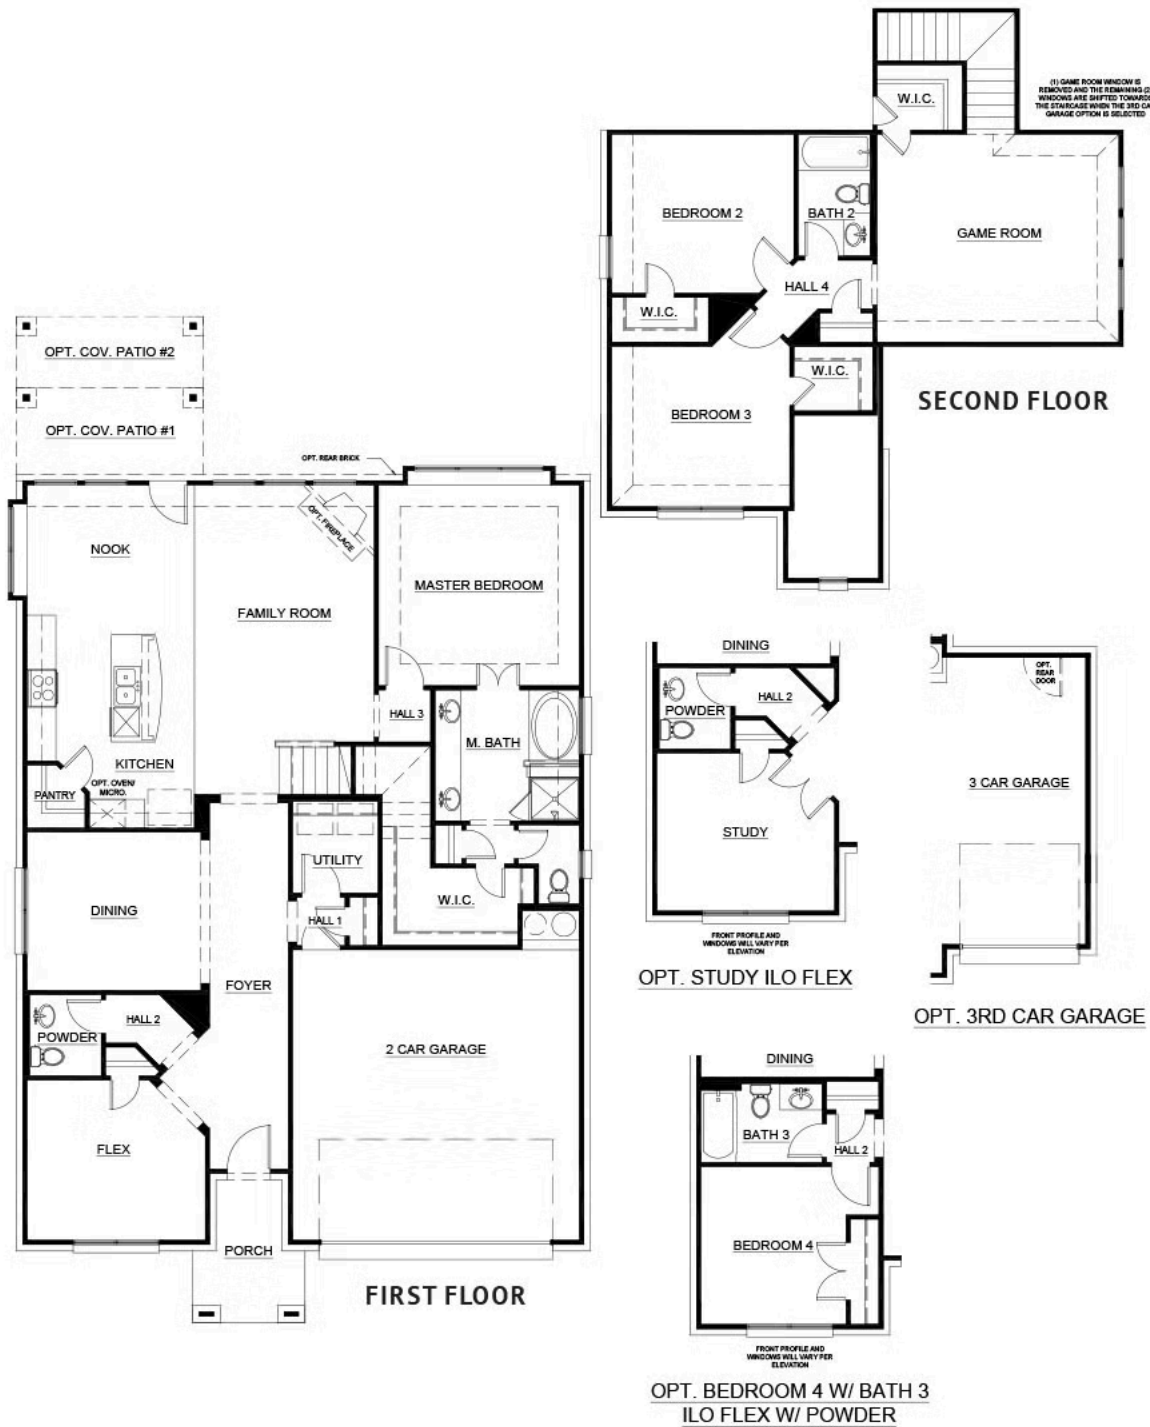 (1) GAME ROOM WINDOW IS
REMOVED AND THE REMAINING (2)
WINDOWS ARE SHIFTED TOWARDS
THE STAIRCASE WHEN THE 3RD CAR
GARAGE OPTION IS SELECTED
W.I.C.
BEDROOM 2
BATH 2
GAME ROOM
HALL 4
W.I.C.
W.I.C.
BEDROOM 3
SECOND FLOOR
OPT. COV. PATIO #2
OPT. COV. PATIO #1
OPT. REAR BRICK
OPT. FIREPLACE
NOOK
MASTER BEDROOM
FAMILY ROOM
HALL 3
M. BATH
KITCHEN
OPT. OVEN/
MICRO.
PANTRY
UTILITY
W.I.C.
DINING
HALL 1
FOYER
HALL 2
POWDER
2 CAR GARAGE
FLEX
PORCH
FIRST FLOOR
DINING
HALL 2
POWDER
STUDY
FRONT PROFILE AND
WINDOWS WILL VARY PER
ELEVATION
OPT. STUDY ILO FLEX
OPT.
REAR
DOOR
3 CAR GARAGE
OPT. 3RD CAR GARAGE
DINING
BATH 3
HALL 2
BEDROOM 4
FRONT PROFILE AND
WINDOWS WILL VARY PER
ELEVATION
OPT. BEDROOM 4 W/ BATH 3
ILO FLEX W/ POWDER